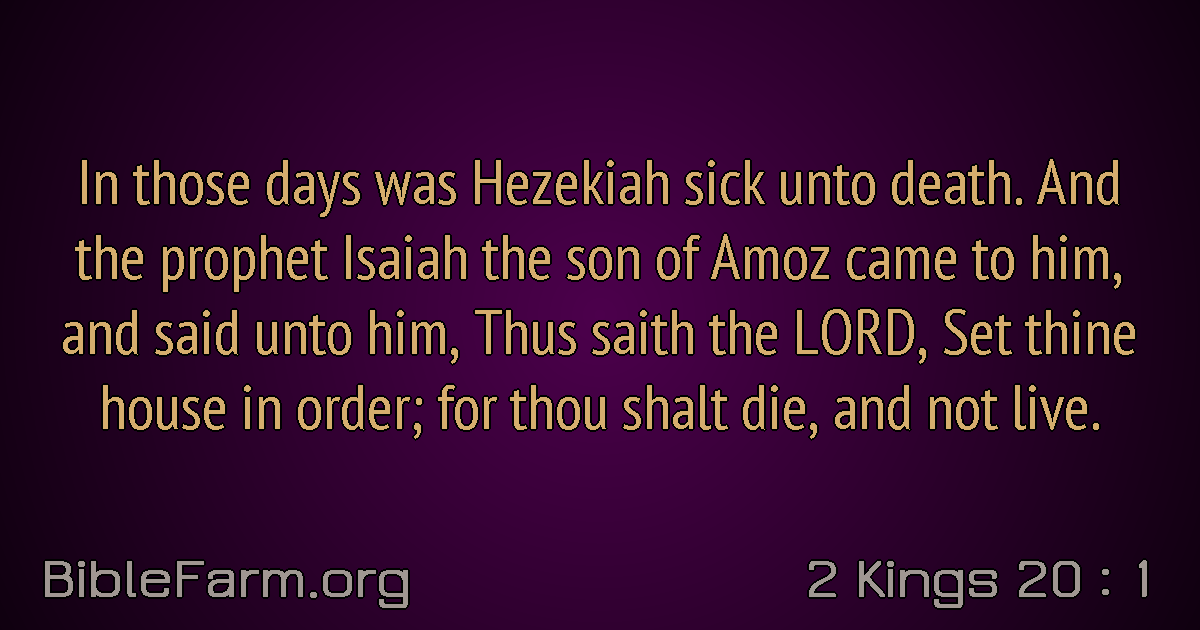 In those days was Hezekiah sick unto death. And
the prophet Isaiah the son of Amoz came to him,
and said unto him, Thus saith the LORD, Set thine
house in order; for thou shalt die, and not live.
BibleFarm.org
2 Kings 20 : 1